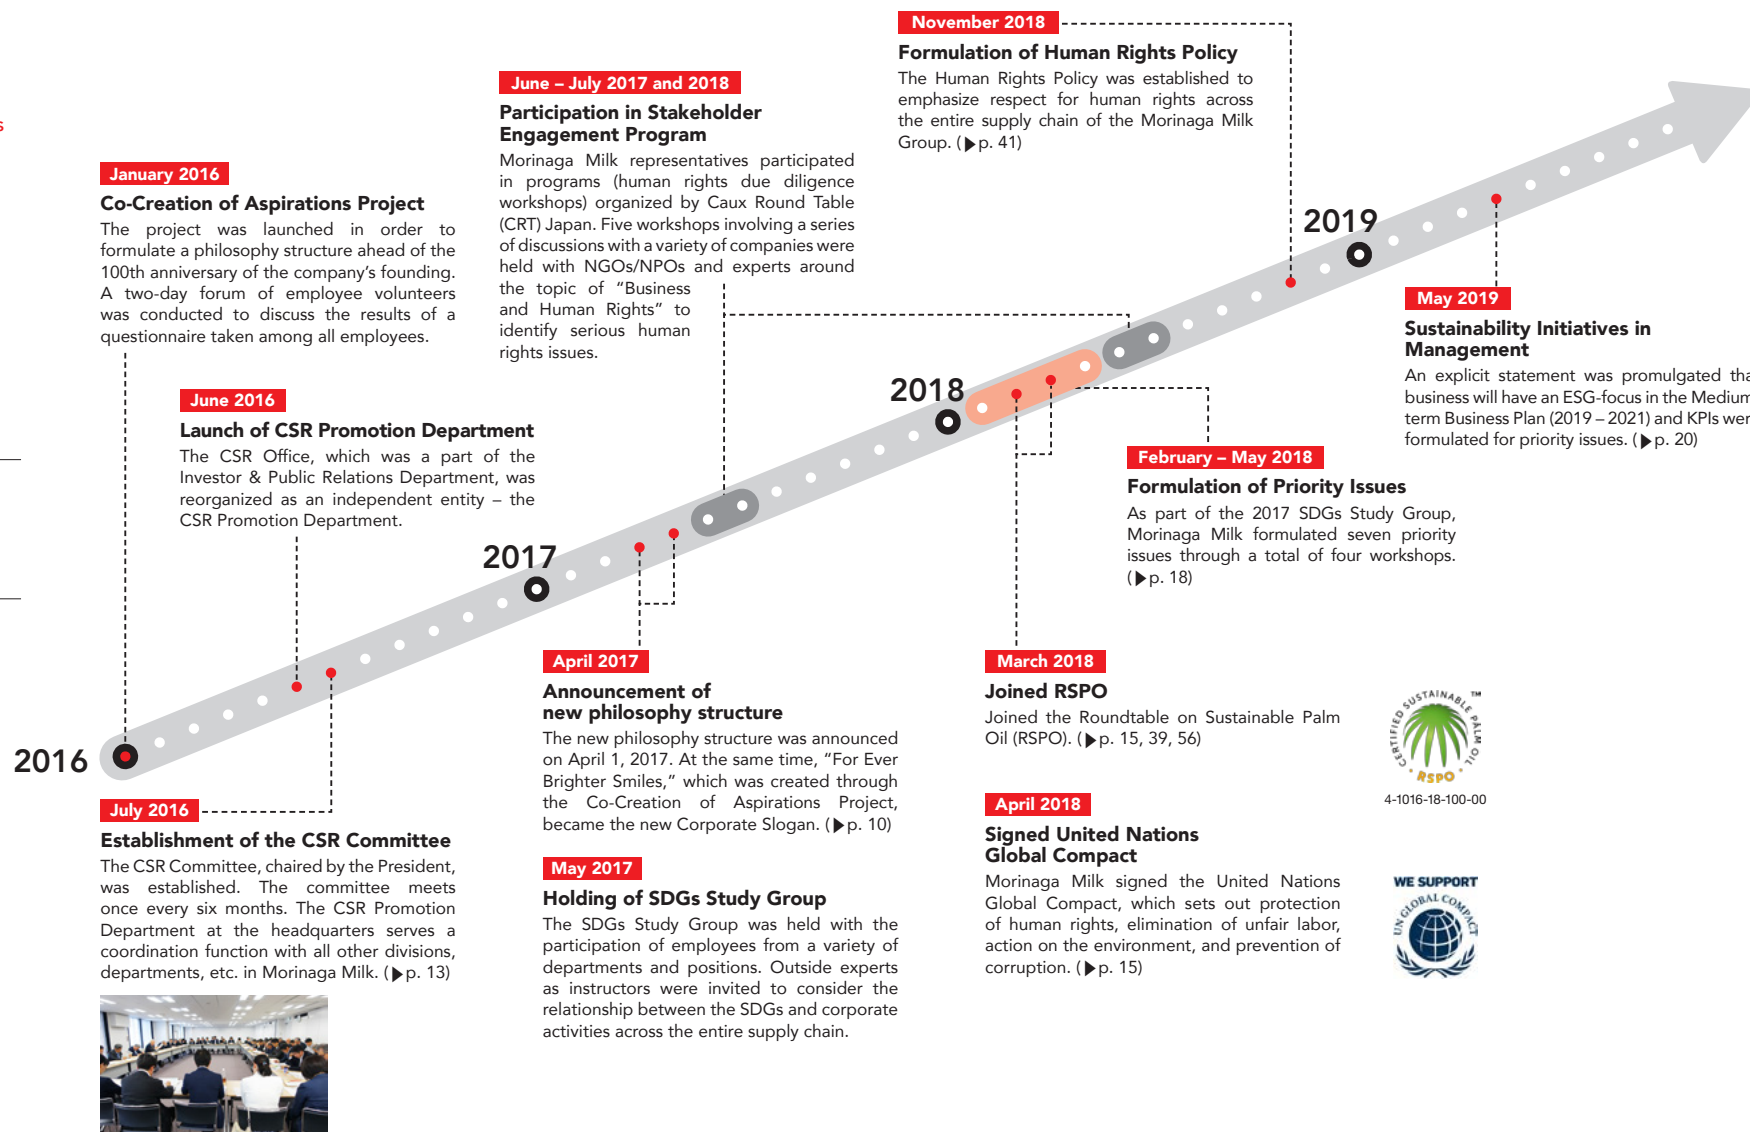 s
January 2016
Co-Creation of Aspirations Project
The project was launched in order to
formulate a philosophy structure ahead of the
100th anniversary of the company’s founding.
A two-day forum of employee volunteers
was conducted to discuss the results of a
questionnaire taken among all employees.
June 2016
Launch of CSR Promotion Department
The CSR Office, which was a part of the
Investor & Public Relations Department, was
reorganized as an independent entity – the
CSR Promotion Department.
2016
July 2016
Establishment of the CSR Committee
The CSR Committee, chaired by the President,
was established. The committee meets
once every six months. The CSR Promotion
Department at the headquarters serves a
coordination function with all other divisions,
departments, etc. in Morinaga Milk. (▶p. 13)
June – July 2017 and 2018
Participation in Stakeholder
Engagement Program
Morinaga Milk representatives participated
in programs (human rights due diligence
workshops) organized by Caux Round Table
(CRT) Japan. Five workshops involving a series
of discussions with a variety of companies were
held with NGOs/NPOs and experts around
the topic of “Business
and Human Rights” to
identify serious human
rights issues.
2017
April 2017
Announcement of
new philosophy structure
The new philosophy structure was announced
on April 1, 2017. At the same time, “For Ever
Brighter Smiles,” which was created through
the Co-Creation of Aspirations Project,
became the new Corporate Slogan. (▶p. 10)
May 2017
Holding of SDGs Study Group
The SDGs Study Group was held with the
participation of employees from a variety of
departments and positions. Outside experts
as instructors were invited to consider the
relationship between the SDGs and corporate
activities across the entire supply chain.
November 2018
Formulation of Human Rights Policy
The Human Rights Policy was established to
emphasize respect for human rights across
the entire supply chain of the Morinaga Milk
Group. (▶p. 41)
2018
February – May 2018
Formulation of Priority Issues
As part of the 2017 SDGs Study Group,
Morinaga Milk formulated seven priority
issues through a total of four workshops.
(▶p. 18)
March 2018
Joined RSPO
Joined the Roundtable on Sustainable Palm
Oil (RSPO). (▶p. 15, 39, 56)
CERTIFIED SUSTAINABLE PALM OIL ™
RSPO
4-1016-18-100-00
April 2018
Signed United Nations
Global Compact
Morinaga Milk signed the United Nations
Global Compact, which sets out protection
of human rights, elimination of unfair labor,
action on the environment, and prevention of
corruption. (▶p. 15)
WE SUPPORT
UN GLOBAL COMPACT
2019
May 2019
Sustainability Initiatives in
Management
An explicit statement was promulgated tha
business will have an ESG-focus in the Medium
term Business Plan (2019 – 2021) and KPIs wer
formulated for priority issues. (▶p. 20)